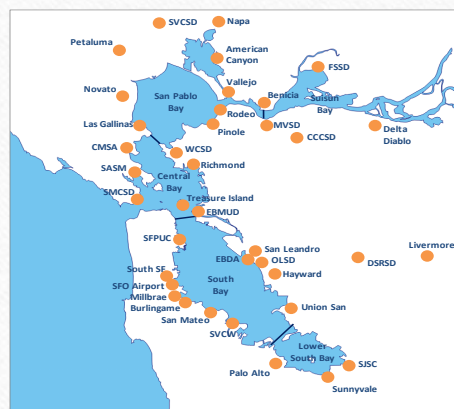 SVCSD
Napa
Petaluma
American
Canyon
FSSD
Vallejo
Novato
San Pablo
Bay
Benicia
Suisun
Bay
Rodeo
Las Gallinas
Pinole
MVSD
Delta
Diablo
CCCSD
CMSA
WCSD
Richmond
SASM
Central
Bay
SMCSD
Treasure Island
EBMUD
SFPUC
San Leandro
EBDA
OLSD
DSRSD
Livermore
South SF
South
Bay
Hayward
SFO Airport
Millbrae
Burlingame
Union San
San Mateo
SVCW
Lower
South Bay
Palo Alto
SJSC
Sunnyvale